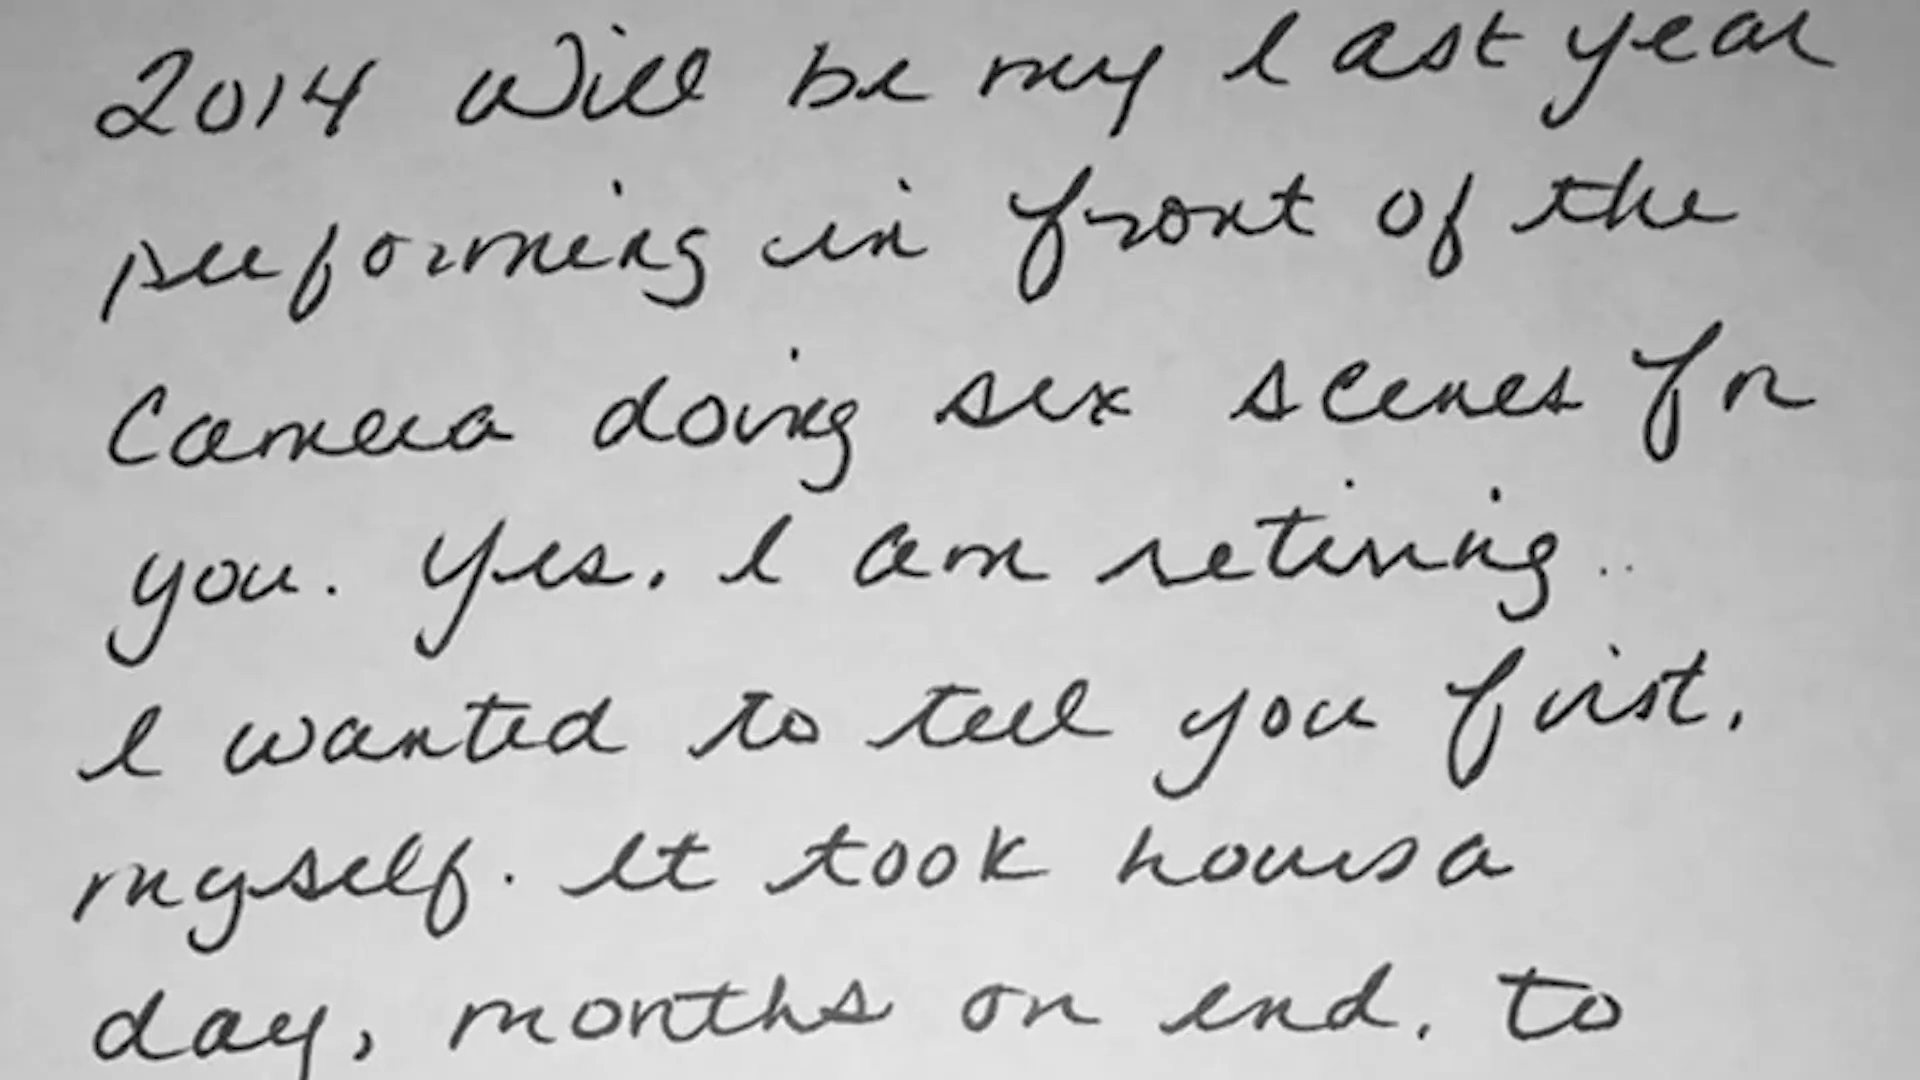 2014 will be my last year
performing in front of the
Camera doing sex scenes for
you. Yes. I am retiring..
I wanted to tell you first.
myself. It took hours a
day, months on end. to